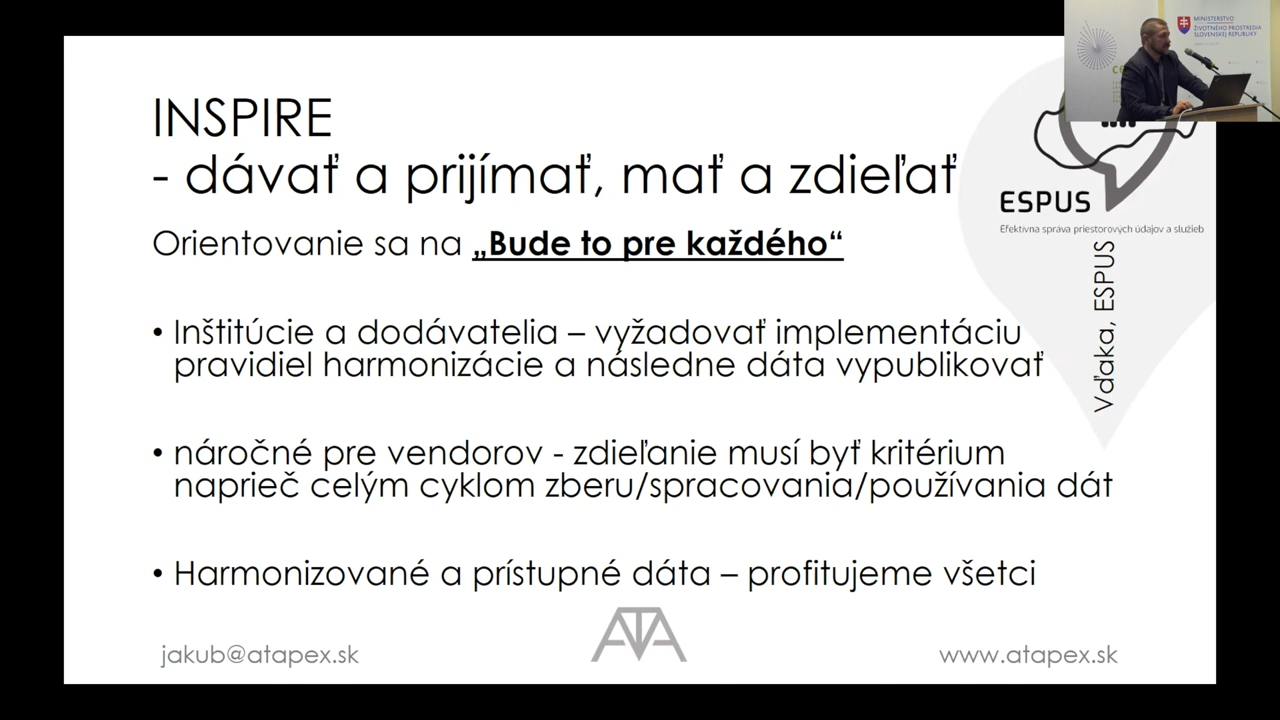 INSPIRE
- dávať a prijímať, mať a zdieľať
Orientovanie sa na „Bude to pre každého“
• Inštitúcie a dodávatelia – vyžadovať implementáciu
pravidiel harmonizácie a následne dáta vypublikovať
• náročné pre vendorov - zdieľanie musí byť kritérium
naprieč celým cyklom zberu/spracovania/používania dát
• Harmonizované a prístupné dáta – profitujeme všetci
jakub@atapex.sk
ATA
www.atapex.sk
ESPUS
Efektívna správa priestorových údajov a služieb
Vďaka, ESPUS
MINISTERSTVO
ŽIVOTNÉHO PROSTREDIA
SLOVENSKEJ REPUBLIKY